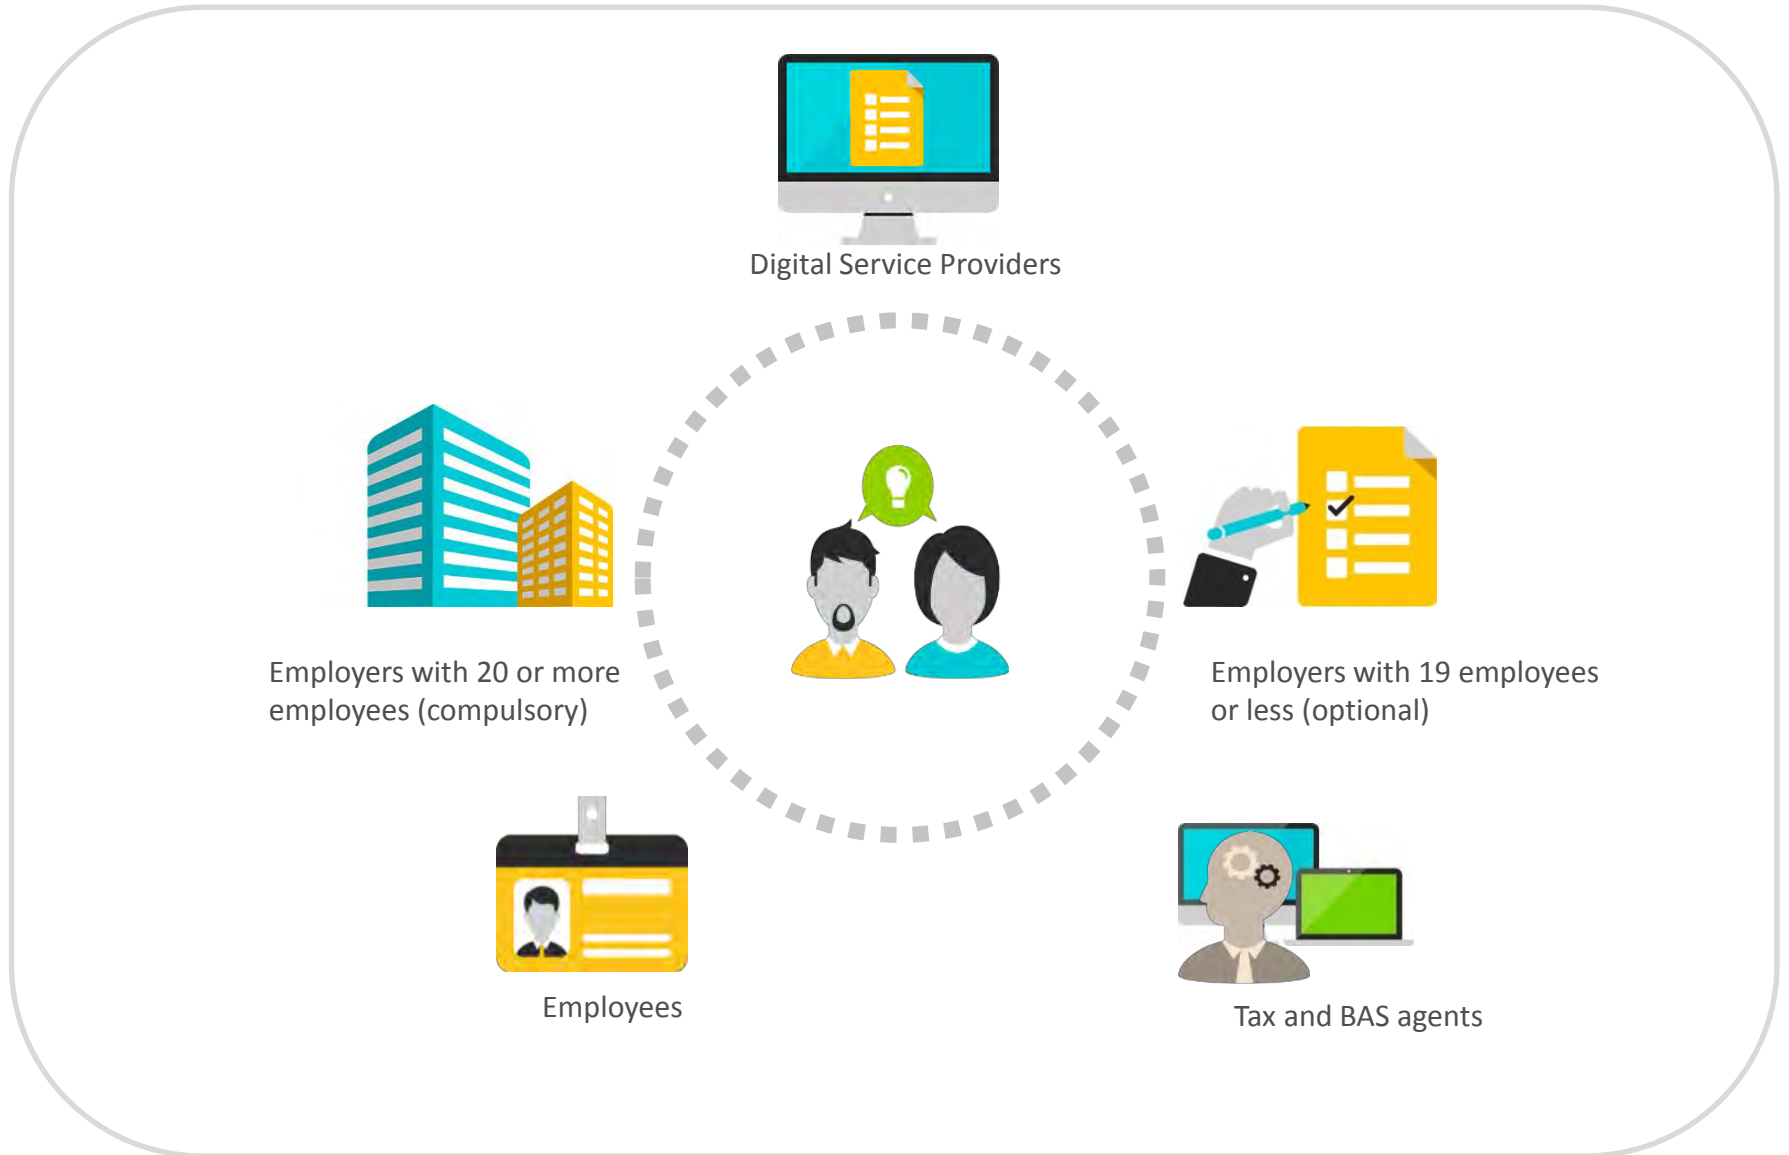 Digital Service Providers
Employers with 20 or more
employees (compulsory)
Employers with 19 employees
or less (optional)
Employees
Tax and BAS agents